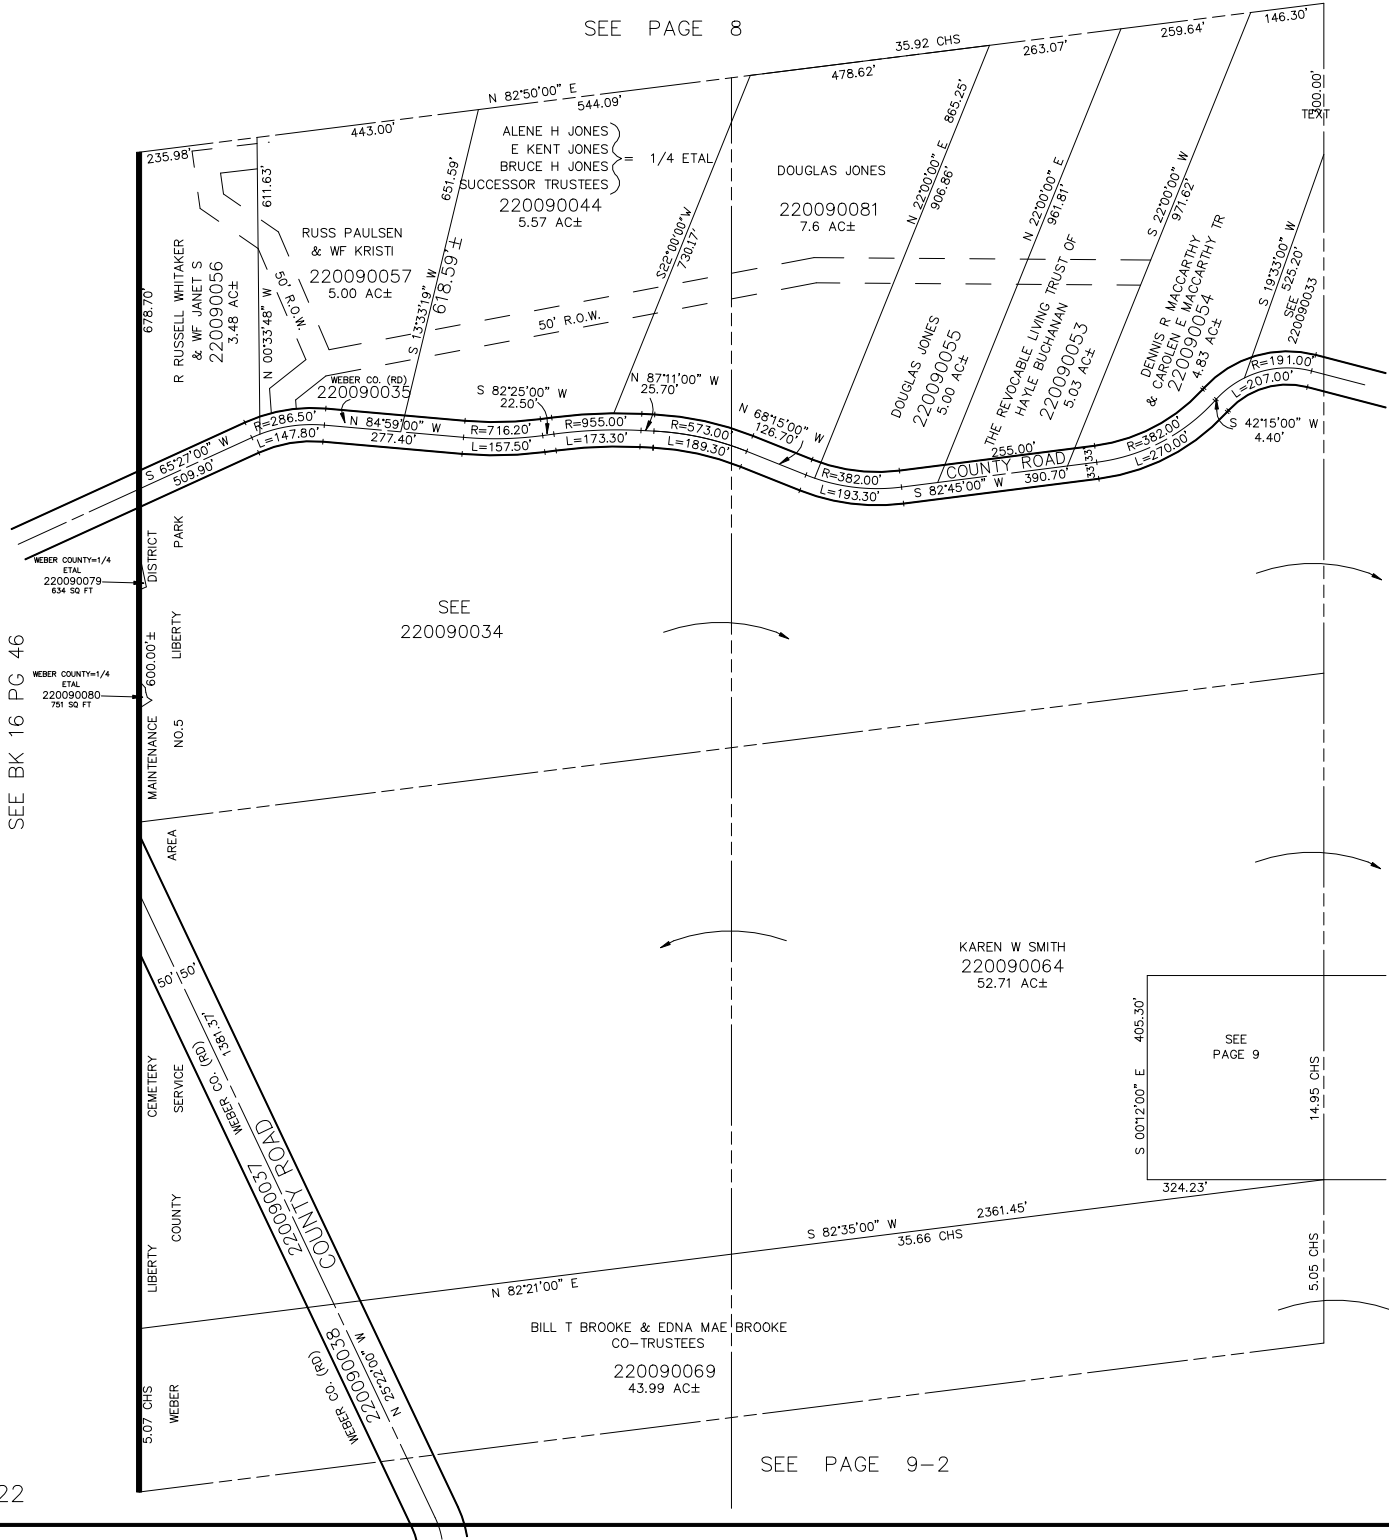 SEE PAGE 8
146.30'
259.64'
35.92 CHS
263.07'
478.62'
N 82°50'00" E
544.09'
443.00'
235.98'
300.00'
TEXT
ALENE H JONES
E KENT JONES
BRUCE H JONES
SUCCESSOR TRUSTEES
= 1/4 ETAL
220090044
5.57 AC±
DOUGLAS JONES
220090081
7.6 AC±
RUSS PAULSEN
& WF KRISTI
220090057
5.00 AC±
R RUSSELL WHITAKER
& WF JANET S
220090056
3.48 AC±
678.70'
611.63'
N 00°33'48" W
50' R.O.W.
651.59'
618.59'±
S 13°33'19" W
50' R.O.W.
S22°00'00"W
730.17'
865.25'
N 22°00'00" E
906.86'
N 22°00'00" E
961.81'
S 22°00'00" W
971.62'
S 19°33'00" W
525.20'
SEE
220090033
DOUGLAS JONES
220090055
5.00 AC±
THE REVOCABLE LIVING TRUST OF
HAYLE BUCHANAN
220090053
5.03 AC±
DENNIS R MACCARTHY
& CAROLEN E MACCARTHY TR
220090054
4.83 AC±
WEBER CO. (RD)
220090035
S 82°25'00" W
22.50'
N 87°11'00" W
25.70'
N 68°15'00" W
126.70'
R=286.50'
L=147.80'
N 84°59'00" W
277.40'
R=716.20'
L=157.50'
R=955.00'
L=173.30'
R=573.00'
L=189.30'
R=382.00'
L=193.30'
255.00'
COUNTY ROAD
S 82°45'00" W
390.70'
33'33'
R=382.00'
L=270.00'
R=191.00'
L=207.00'
S 42°15'00" W
4.40'
S 65°27'00" W
509.90'
WEBER COUNTY=1/4
ETAL
220090079
634 SQ FT
WEBER COUNTY=1/4
ETAL
220090080
751 SQ FT
600.00'±
SEE BK 16 PG 46
LIBERTY CEMETERY MAINTENANCE DISTRICT
WEBER COUNTY SERVICE AREA NO.5 LIBERTY PARK
SEE
220090034
KAREN W SMITH
220090064
52.71 AC±
SEE
PAGE 9
S 00°12'00" E 405.30'
14.95 CHS
324.23'
50' 50'
1381.37'
WEBER CO. (RD)
220090037
COUNTY ROAD
S 82°35'00" W
2361.45'
35.66 CHS
N 82°21'00" E
5.05 CHS
BILL T BROOKE & EDNA MAE BROOKE
CO-TRUSTEES
220090069
43.99 AC±
WEBER CO. (RD)
220090038
N 25°22'00" W
5.07 CHS
SEE PAGE 9-2
22